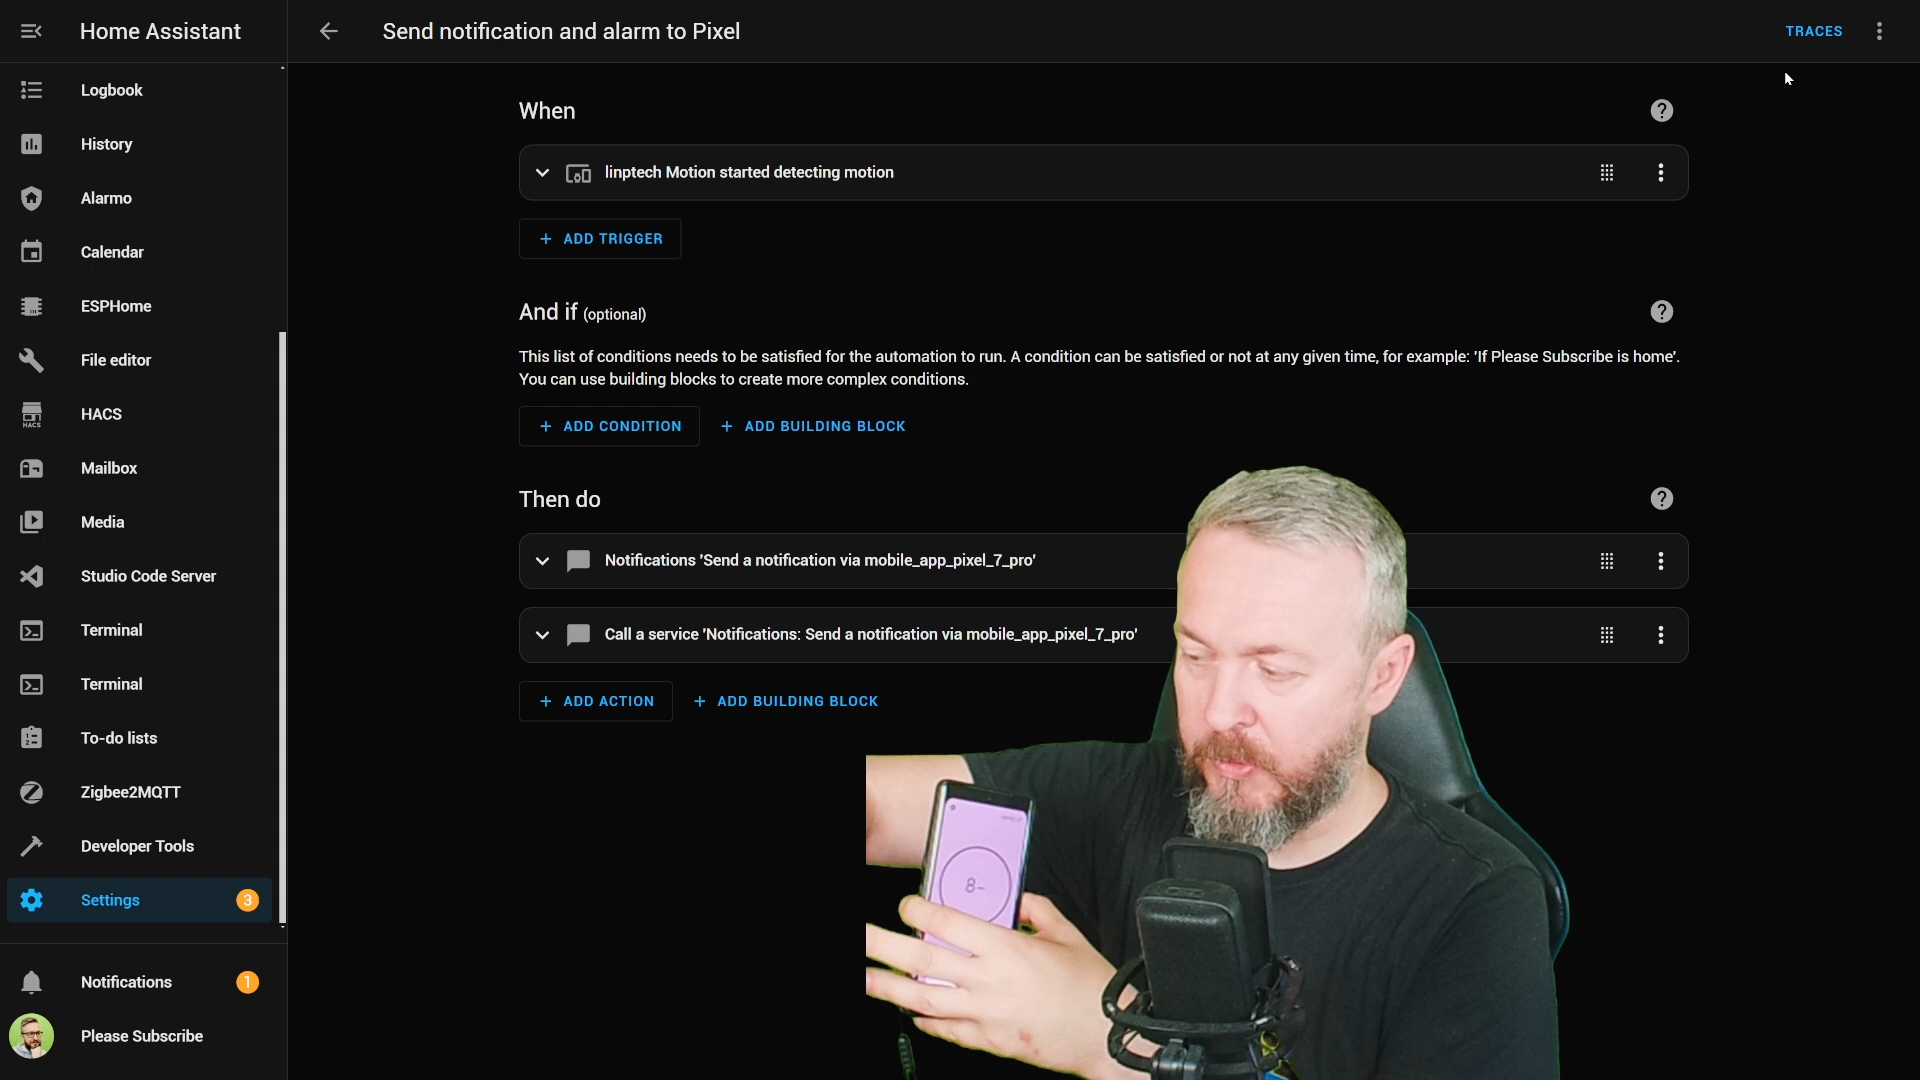 Home Assistant
Send notification and alarm to Pixel
TRACES
Logbook
History
Alarmo
Calendar
ESPHome
File editor
HACS
HACS
Mailbox
Media
Studio Code Server
Terminal
Terminal
To-do lists
Zigbee2MQTT
Developer Tools
Settings
3
Notifications
1
Please Subscribe
When
?
linptech Motion started detecting motion
+ ADD TRIGGER
And if (optional)
?
This list of conditions needs to be satisfied for the automation to run. A condition can be satisfied or not at any given time, for example: 'If Please Subscribe is home'.
You can use building blocks to create more complex conditions.
+ ADD CONDITION
+ ADD BUILDING BLOCK
Then do
?
Notifications 'Send a notification via mobile_app_pixel_7_pro'
Call a service 'Notifications: Send a notification via mobile_app_pixel_7_pro'
+ ADD ACTION
+ ADD BUILDING BLOCK
8-